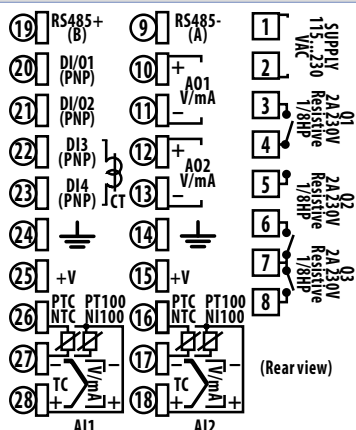 19 RS485+ (B)
20 DI/O1 (PNP)
21 DI/O2 (PNP)
22 DI3 (PNP)
23 DI4 (PNP)
CT
24
25 +V
26 PTC NTC PT100 NI100
27 − −
TC V/mA
28 + +
AI1
9 RS485- (A)
10 +
AO1 V/mA
11 −
12 +
AO2 V/mA
13 −
14
15 +V
16 PTC NTC PT100 NI100
17 − −
TC V/mA
18 + +
AI2
1
2
SUPPLY 115...230 VAC
3
4
Q1 2A 230V Resistive 1/8HP
5
6
Q2 2A 230V Resistive 1/8HP
7
8
Q3 2A 230V Resistive 1/8HP
(Rear view)